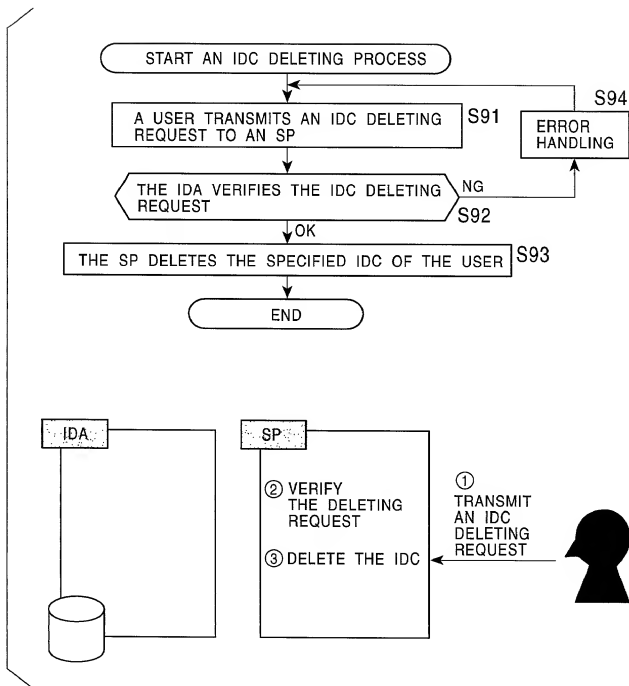 START AN IDC DELETING PROCESS
A USER TRANSMITS AN IDC DELETING
REQUEST TO AN SP
S91
S94
ERROR
HANDLING
THE IDA VERIFIES THE IDC DELETING
REQUEST
NG
S92
OK
THE SP DELETES THE SPECIFIED IDC OF THE USER
S93
END
IDA
SP
② VERIFY
THE DELETING
REQUEST
③ DELETE THE IDC
①
TRANSMIT
AN IDC
DELETING
REQUEST